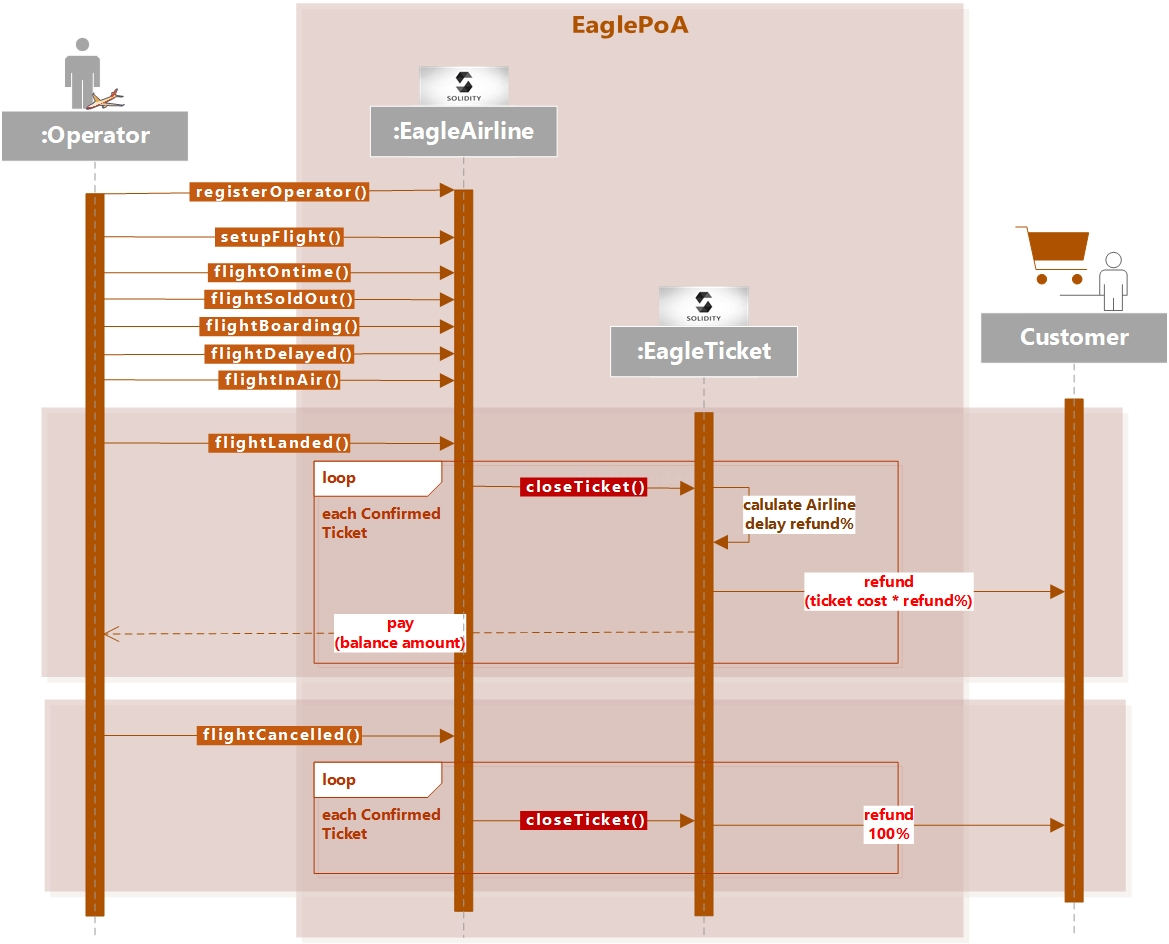 EaglePoA
SOLIDITY
:Operator
:EagleAirline
registerOperator()
setupFlight()
flightOntime()
flightSoldOut()
flightBoarding()
flightDelayed()
flightInAir()
SOLIDITY
:EagleTicket
Customer
flightLanded()
loop
each Confirmed
Ticket
closeTicket()
calulate Airline
delay refund%
refund
(ticket cost * refund%)
pay
(balance amount)
flightCancelled()
loop
each Confirmed
Ticket
closeTicket()
refund
100%